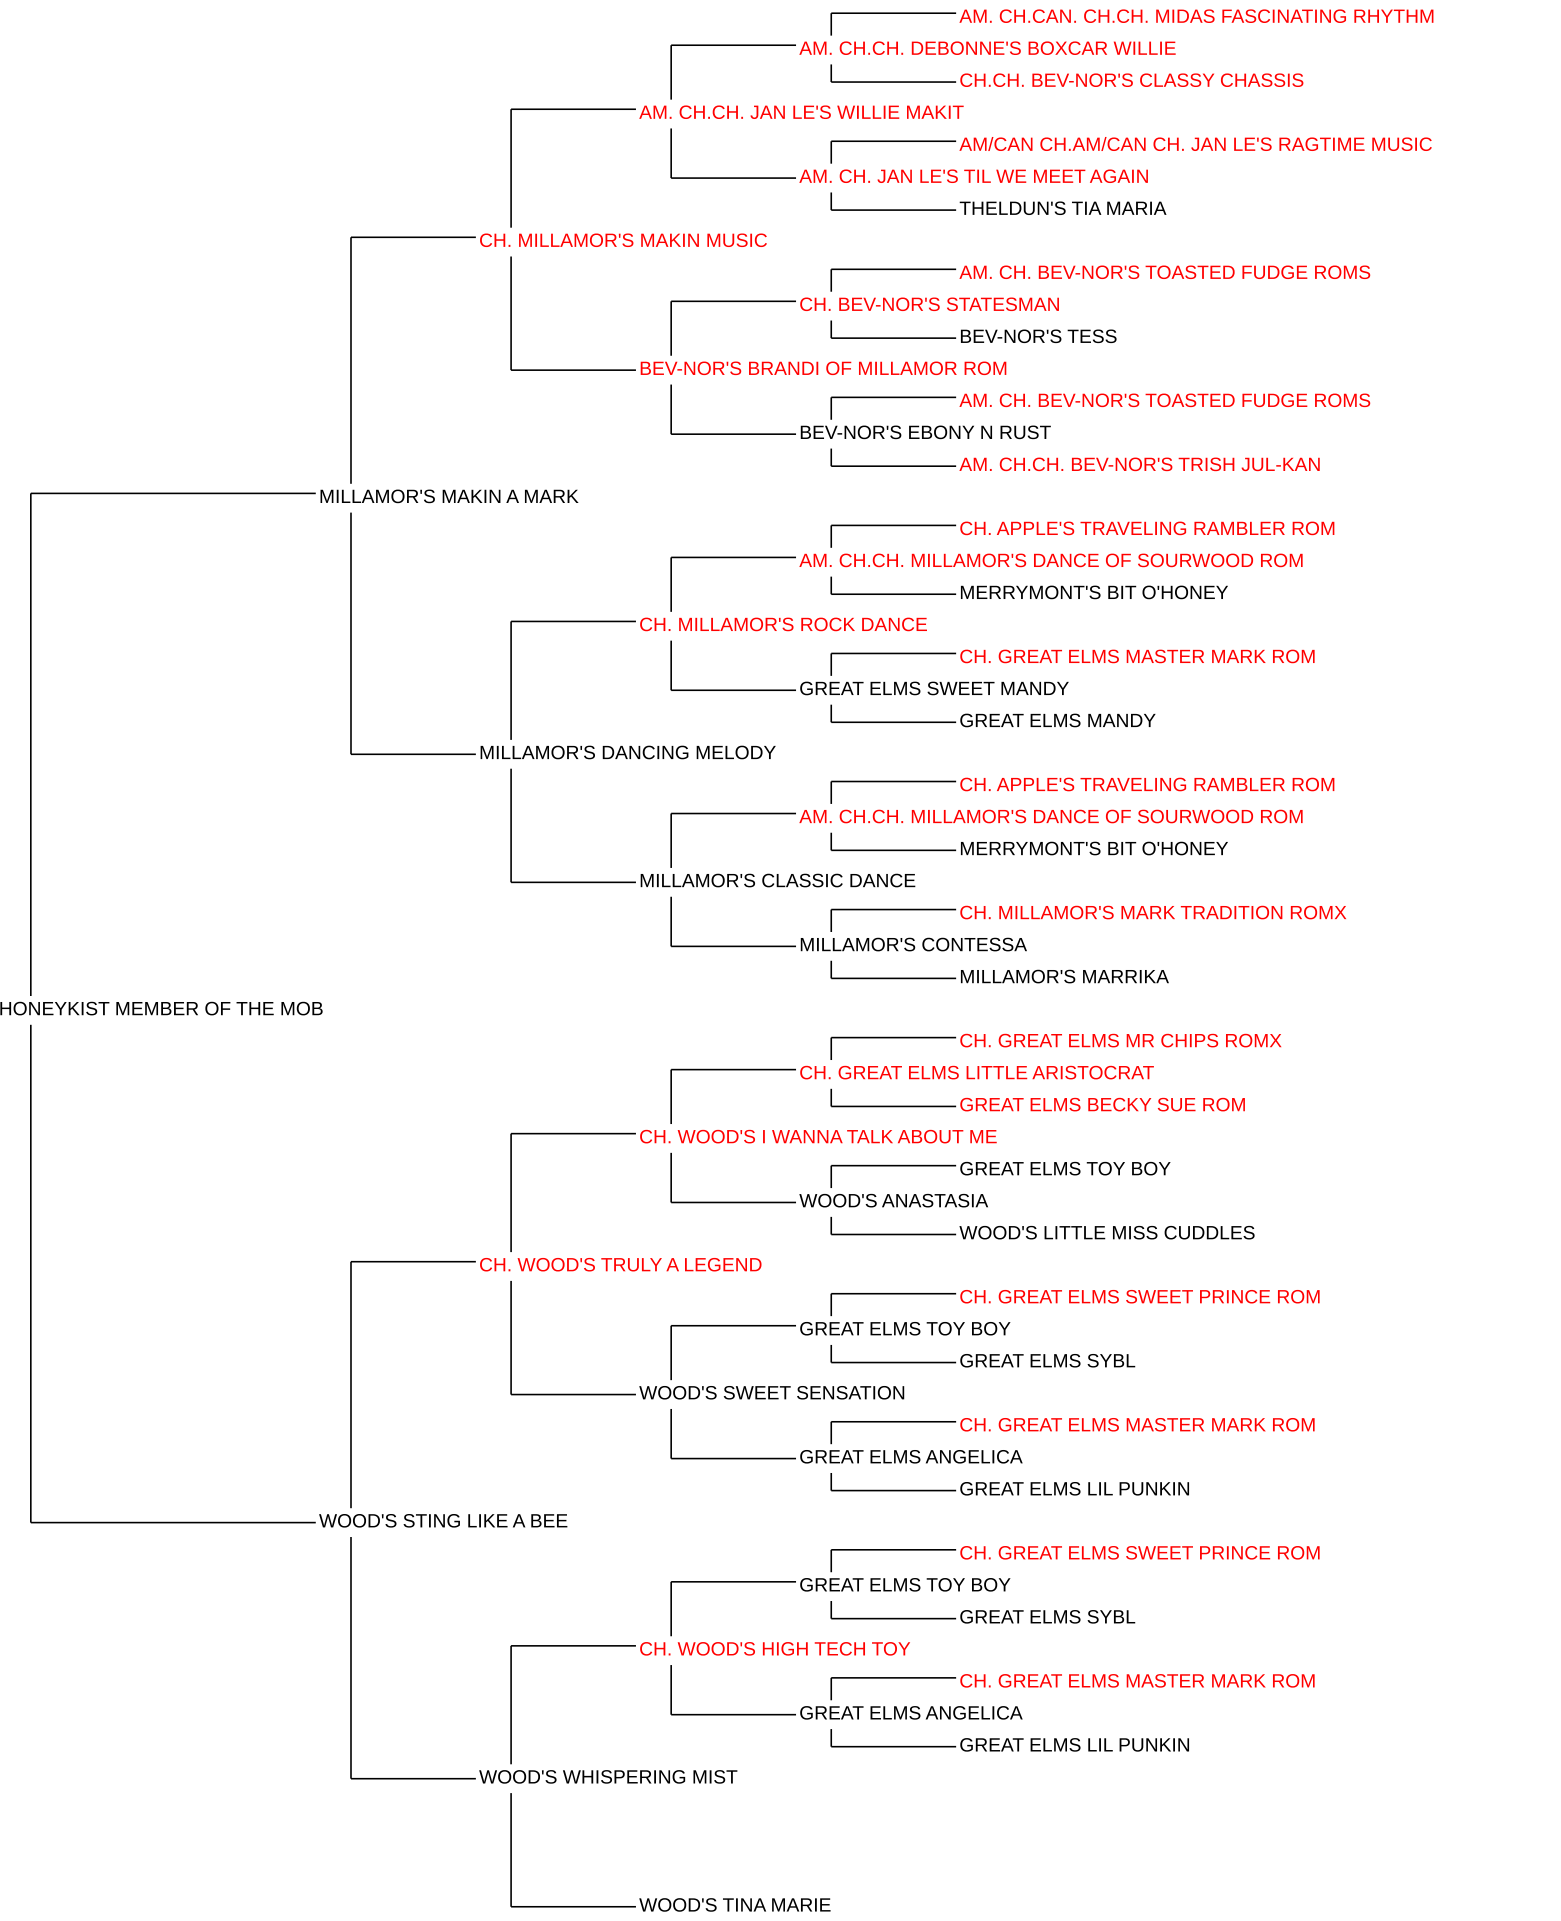 AM. CH.CAN. CH.CH. MIDAS FASCINATING RHYTHM
AM. CH.CH. DEBONNE'S BOXCAR WILLIE
CH.CH. BEV-NOR'S CLASSY CHASSIS
AM. CH.CH. JAN LE'S WILLIE MAKIT
AM/CAN CH.AM/CAN CH. JAN LE'S RAGTIME MUSIC
AM. CH. JAN LE'S TIL WE MEET AGAIN
THELDUN'S TIA MARIA
CH. MILLAMOR'S MAKIN MUSIC
AM. CH. BEV-NOR'S TOASTED FUDGE ROMS
CH. BEV-NOR'S STATESMAN
BEV-NOR'S TESS
BEV-NOR'S BRANDI OF MILLAMOR ROM
AM. CH. BEV-NOR'S TOASTED FUDGE ROMS
BEV-NOR'S EBONY N RUST
AM. CH.CH. BEV-NOR'S TRISH JUL-KAN
MILLAMOR'S MAKIN A MARK
CH. APPLE'S TRAVELING RAMBLER ROM
AM. CH.CH. MILLAMOR'S DANCE OF SOURWOOD ROM
MERRYMONT'S BIT O'HONEY
CH. MILLAMOR'S ROCK DANCE
CH. GREAT ELMS MASTER MARK ROM
GREAT ELMS SWEET MANDY
GREAT ELMS MANDY
MILLAMOR'S DANCING MELODY
CH. APPLE'S TRAVELING RAMBLER ROM
AM. CH.CH. MILLAMOR'S DANCE OF SOURWOOD ROM
MERRYMONT'S BIT O'HONEY
MILLAMOR'S CLASSIC DANCE
CH. MILLAMOR'S MARK TRADITION ROMX
MILLAMOR'S CONTESSA
MILLAMOR'S MARRIKA
HONEYKIST MEMBER OF THE MOB
CH. GREAT ELMS MR CHIPS ROMX
CH. GREAT ELMS LITTLE ARISTOCRAT
GREAT ELMS BECKY SUE ROM
CH. WOOD'S I WANNA TALK ABOUT ME
GREAT ELMS TOY BOY
WOOD'S ANASTASIA
WOOD'S LITTLE MISS CUDDLES
CH. WOOD'S TRULY A LEGEND
CH. GREAT ELMS SWEET PRINCE ROM
GREAT ELMS TOY BOY
GREAT ELMS SYBL
WOOD'S SWEET SENSATION
CH. GREAT ELMS MASTER MARK ROM
GREAT ELMS ANGELICA
GREAT ELMS LIL PUNKIN
WOOD'S STING LIKE A BEE
CH. GREAT ELMS SWEET PRINCE ROM
GREAT ELMS TOY BOY
GREAT ELMS SYBL
CH. WOOD'S HIGH TECH TOY
CH. GREAT ELMS MASTER MARK ROM
GREAT ELMS ANGELICA
GREAT ELMS LIL PUNKIN
WOOD'S WHISPERING MIST
WOOD'S TINA MARIE